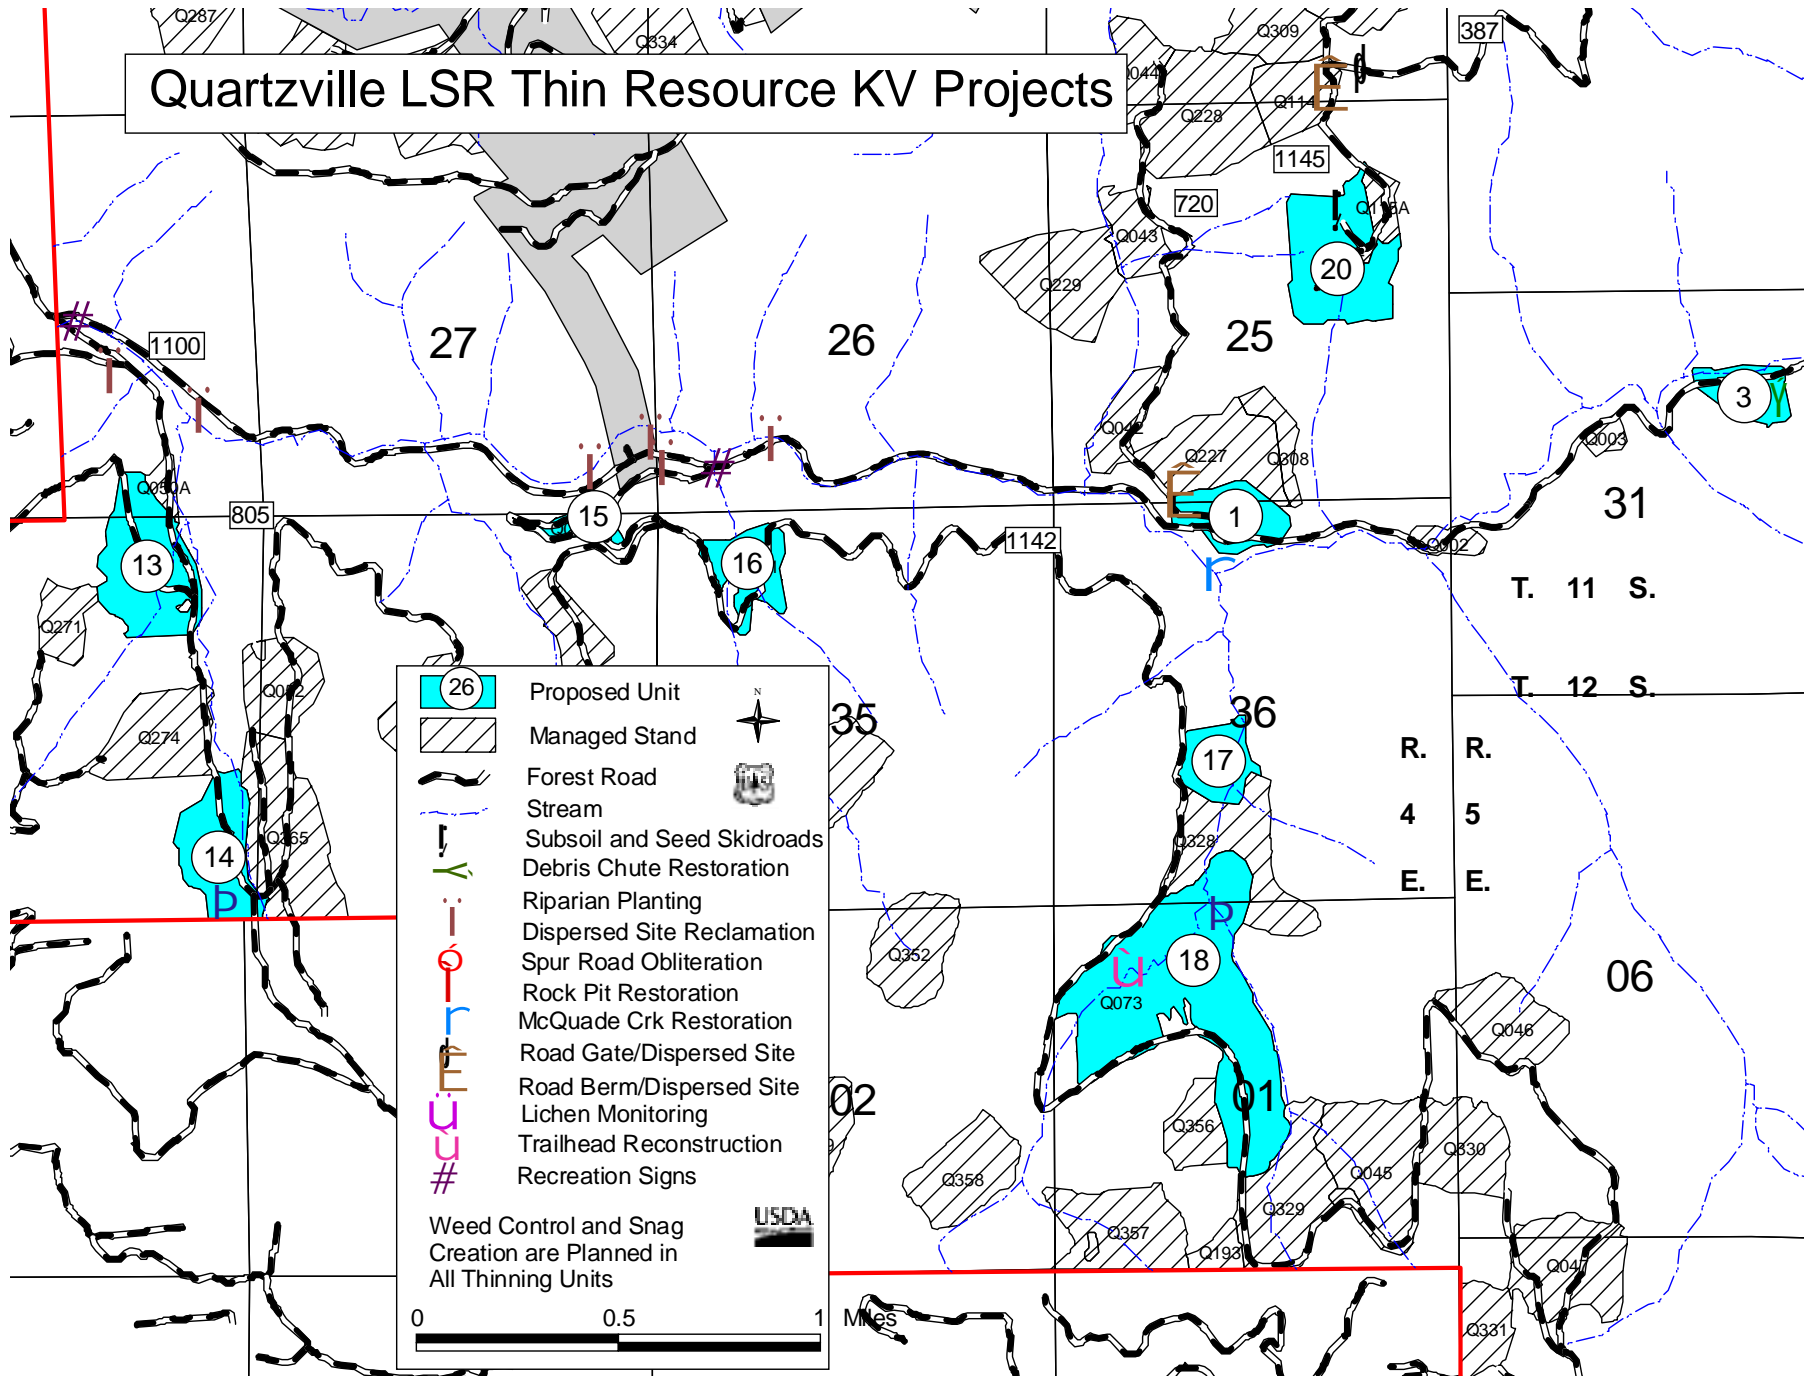 Q287
Q334
Q309
387
Quartzville LSR Thin Resource KV Projects
Q044
Q114
Q228
1145
720
Q115A
Q043
20
Q229
1100
27
26
25
3
Q042
Q003
Q227
Q308
Q050A
805
15
1
31
1142
Q002
13
16
T. 11 S.
Q271
Q052
T. 12 S.
26 Proposed Unit
N
35
36
Managed Stand
Q274
R. R.
17
Forest Road
Stream
4 5
Q365
Q328
Subsoil and Seed Skidroads
14
Debris Chute Restoration
E. E.
Riparian Planting
Dispersed Site Reclamation
Q352
18
Spur Road Obliteration
06
Rock Pit Restoration
Q073
McQuade Crk Restoration
Q046
Road Gate/Dispersed Site
Road Berm/Dispersed Site
02
01
Lichen Monitoring
Q356
Trailhead Reconstruction
Q330
Recreation Signs
Q358
Q045
Q329
Weed Control and Snag
USDA
Q357
Creation are Planned in
Q193
All Thinning Units
Q047
0 0.5 1 Miles
Q331